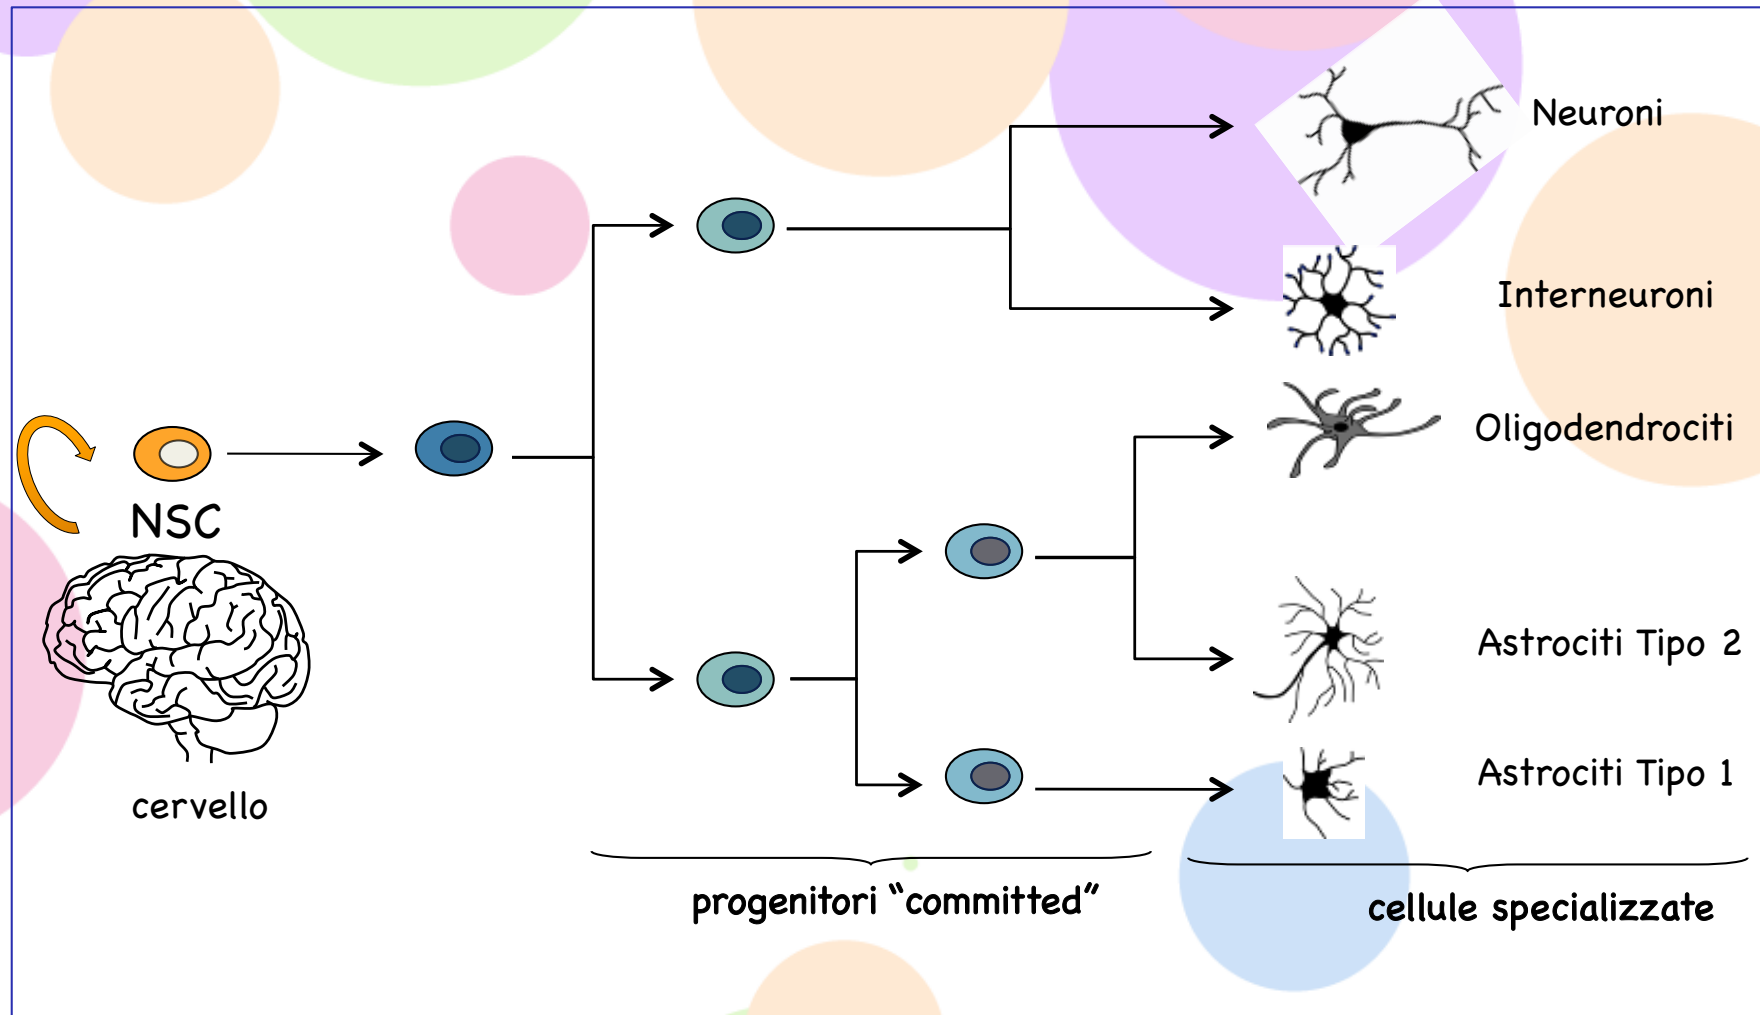 Neuroni
Interneuroni
Oligodendrociti
NSC
Astrociti Tipo 2
Astrociti Tipo 1
cervello
progenitori “committed”
cellule specializzate